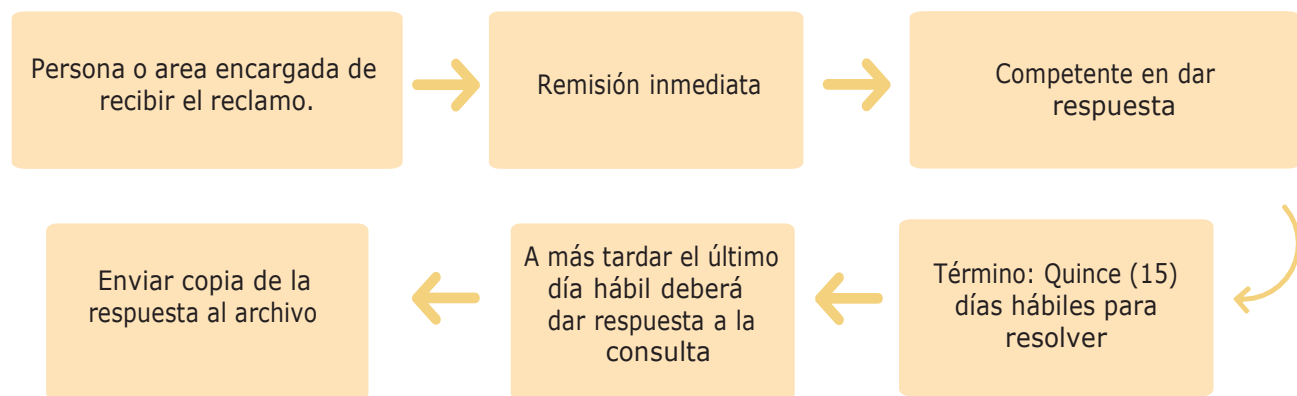 Persona o area encargada de
recibir el reclamo.
Remisión inmediata
Competente en dar
respuesta
Término: Quince (15)
días hábiles para
resolver
A más tardar el último
día hábil deberá
dar respuesta a la
consulta
Enviar copia de la
respuesta al archivo